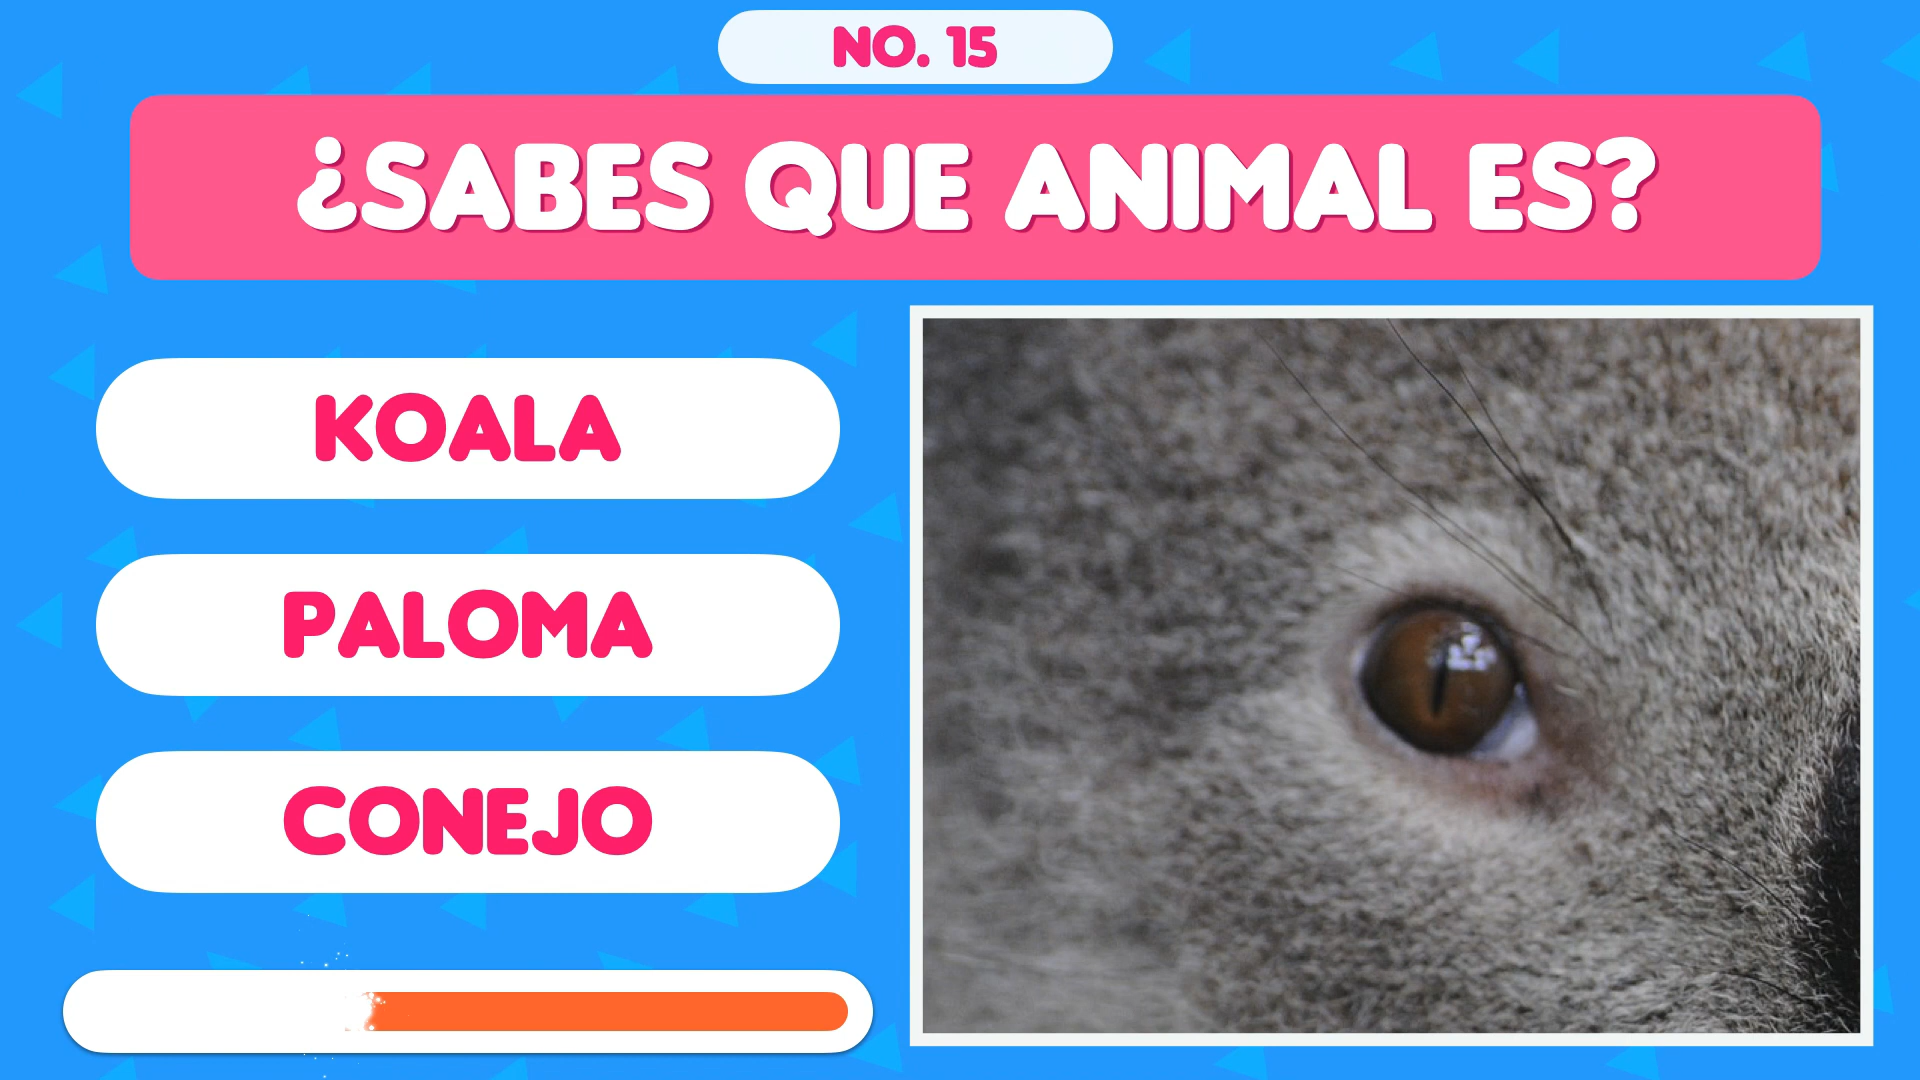 NO. 15
¿SABES QUE ANIMAL ES?
KOALA
PALOMA
CONEJO